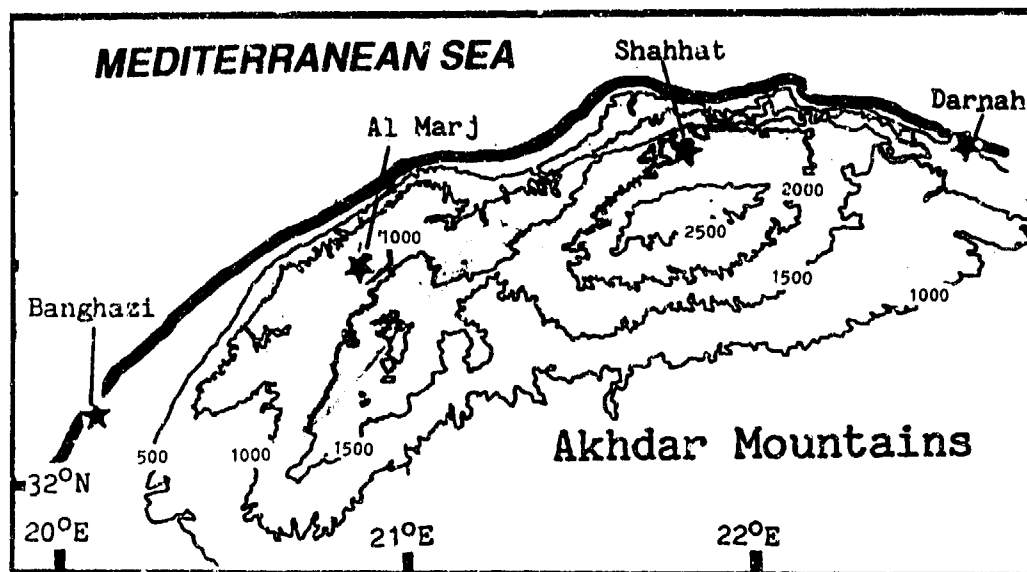 MEDITERRANEAN SEA
Shahhat
Darnah
Al Marj
2000
1000
2500
1500
1000
Banghazi
Akhdar Mountains
500
1000
1500
32°N
20°E
21°E
22°E